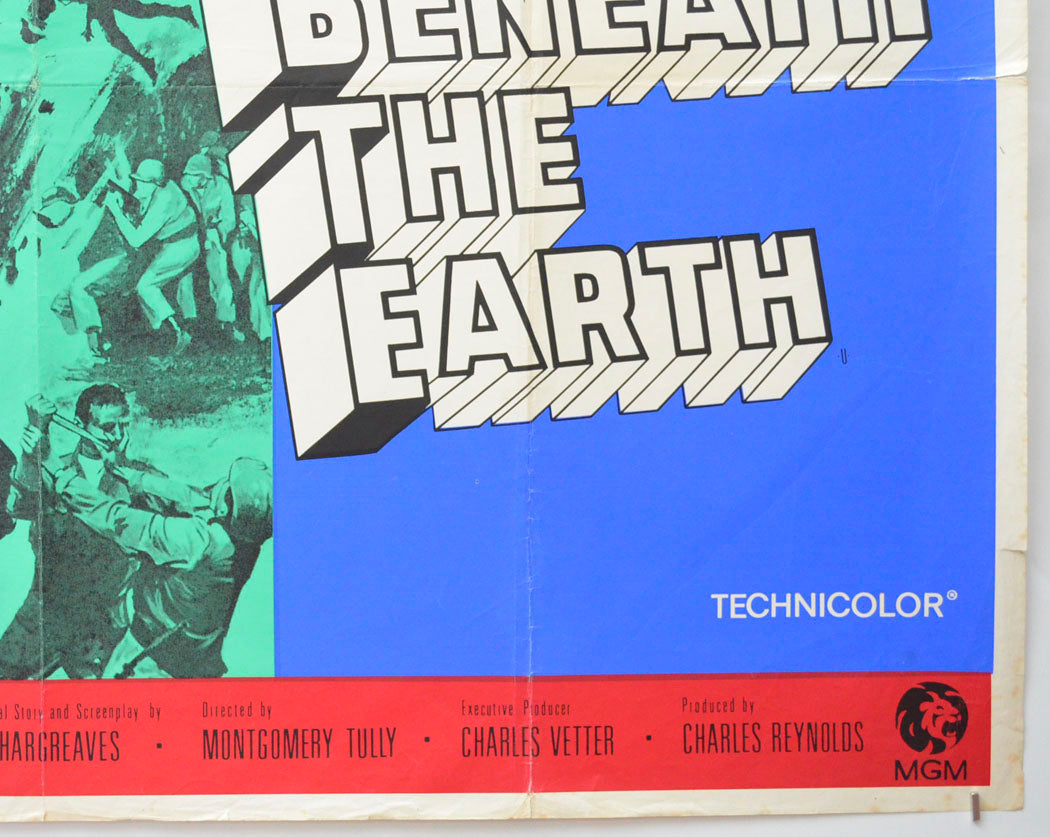 BENEATH
THE
EARTH
·U·
TECHNICOLOR®
al Story and Screenplay by
HARGREAVES ·
Directed by
MONTGOMERY TULLY ·
Executive Producer
CHARLES VETTER ·
Produced by
CHARLES REYNOLDS
MGM